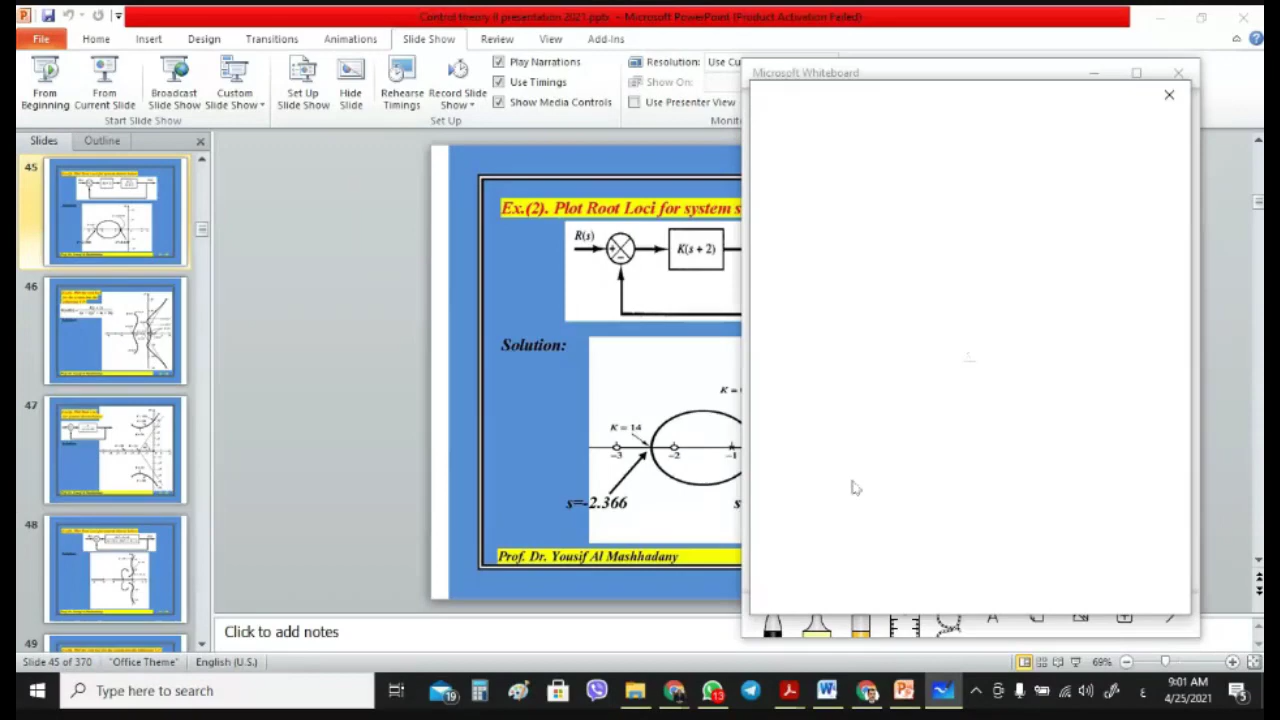 Control theory II presentation 2021.pptx - Microsoft PowerPoint (Product Activation Failed)
File Home Insert Design Transitions Animations Slide Show Review View Add-Ins
From Beginning
From Current Slide
Broadcast Slide Show
Custom Slide Show
Start Slide Show
Set Up Slide Show
Hide Slide
Rehearse Timings
Record Slide Show
Play Narrations
Use Timings
Show Media Controls
Set Up
Resolution: Use Cu
Show On:
Use Presenter View
Monit
Microsoft Whiteboard
Slides Outline
45
46
47
48
49
Ex.(2). Plot Root Loci for system s
R(s)
K(s + 2)
Solution:
K =
K = 14
-3 -2 -1
s=-2.366
s
Prof. Dr. Yousif Al Mashhadany
Click to add notes
Slide 45 of 370 "Office Theme" English (U.S.) 69%
Type here to search
19
13
ع
9:01 AM
4/25/2021
5